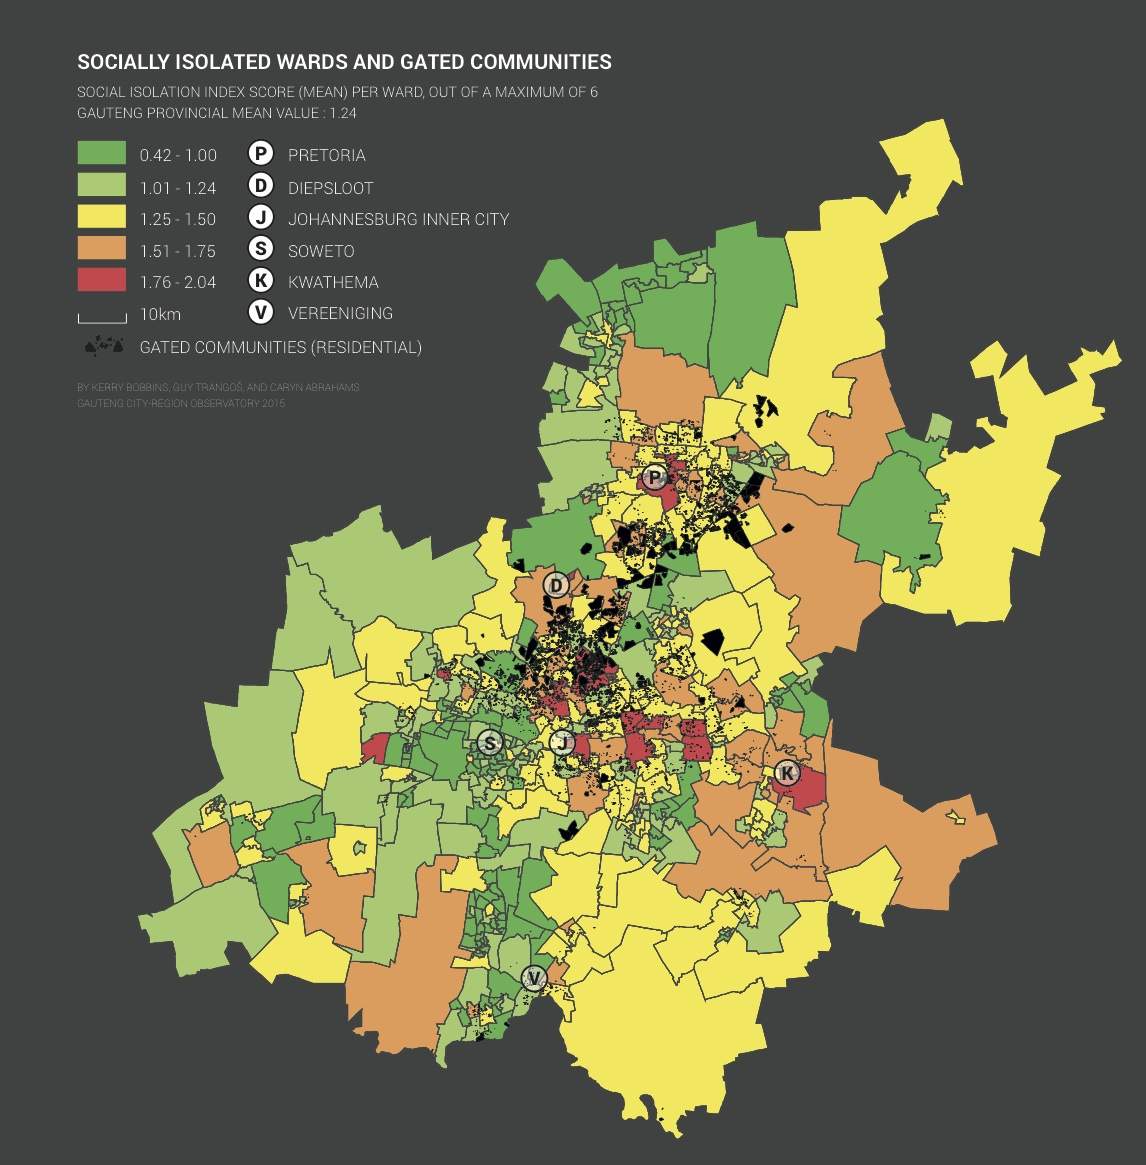 SOCIALLY ISOLATED WARDS AND GATED COMMUNITIES
SOCIAL ISOLATION INDEX SCORE (MEAN) PER WARD, OUT OF A MAXIMUM OF 6
GAUTENG PROVINCIAL MEAN VALUE : 1.24
0.42 - 1.00 P PRETORIA
1.01 - 1.24 D DIEPSLOOT
1.25 - 1.50 J JOHANNESBURG INNER CITY
1.51 - 1.75 S SOWETO
1.76 - 2.04 K KWATHEMA
10km V VEREENIGING
GATED COMMUNITIES (RESIDENTIAL)
BY KERRY BOBBINS, GUY TRANGOŠ, AND CARYN ABRAHAMS
GAUTENG CITY-REGION OBSERVATORY 2015
P
D
S
J
K
V